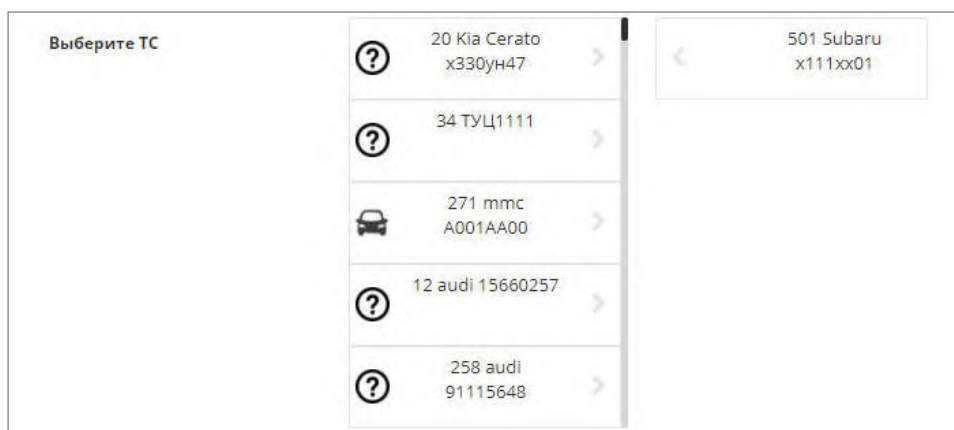 Выберите ТС
20 Kia Cerato
х330ун47
34 ТУЦ1111
271 mmc
A001AA00
12 audi 15660257
258 audi
91115648
501 Subaru
х111хх01